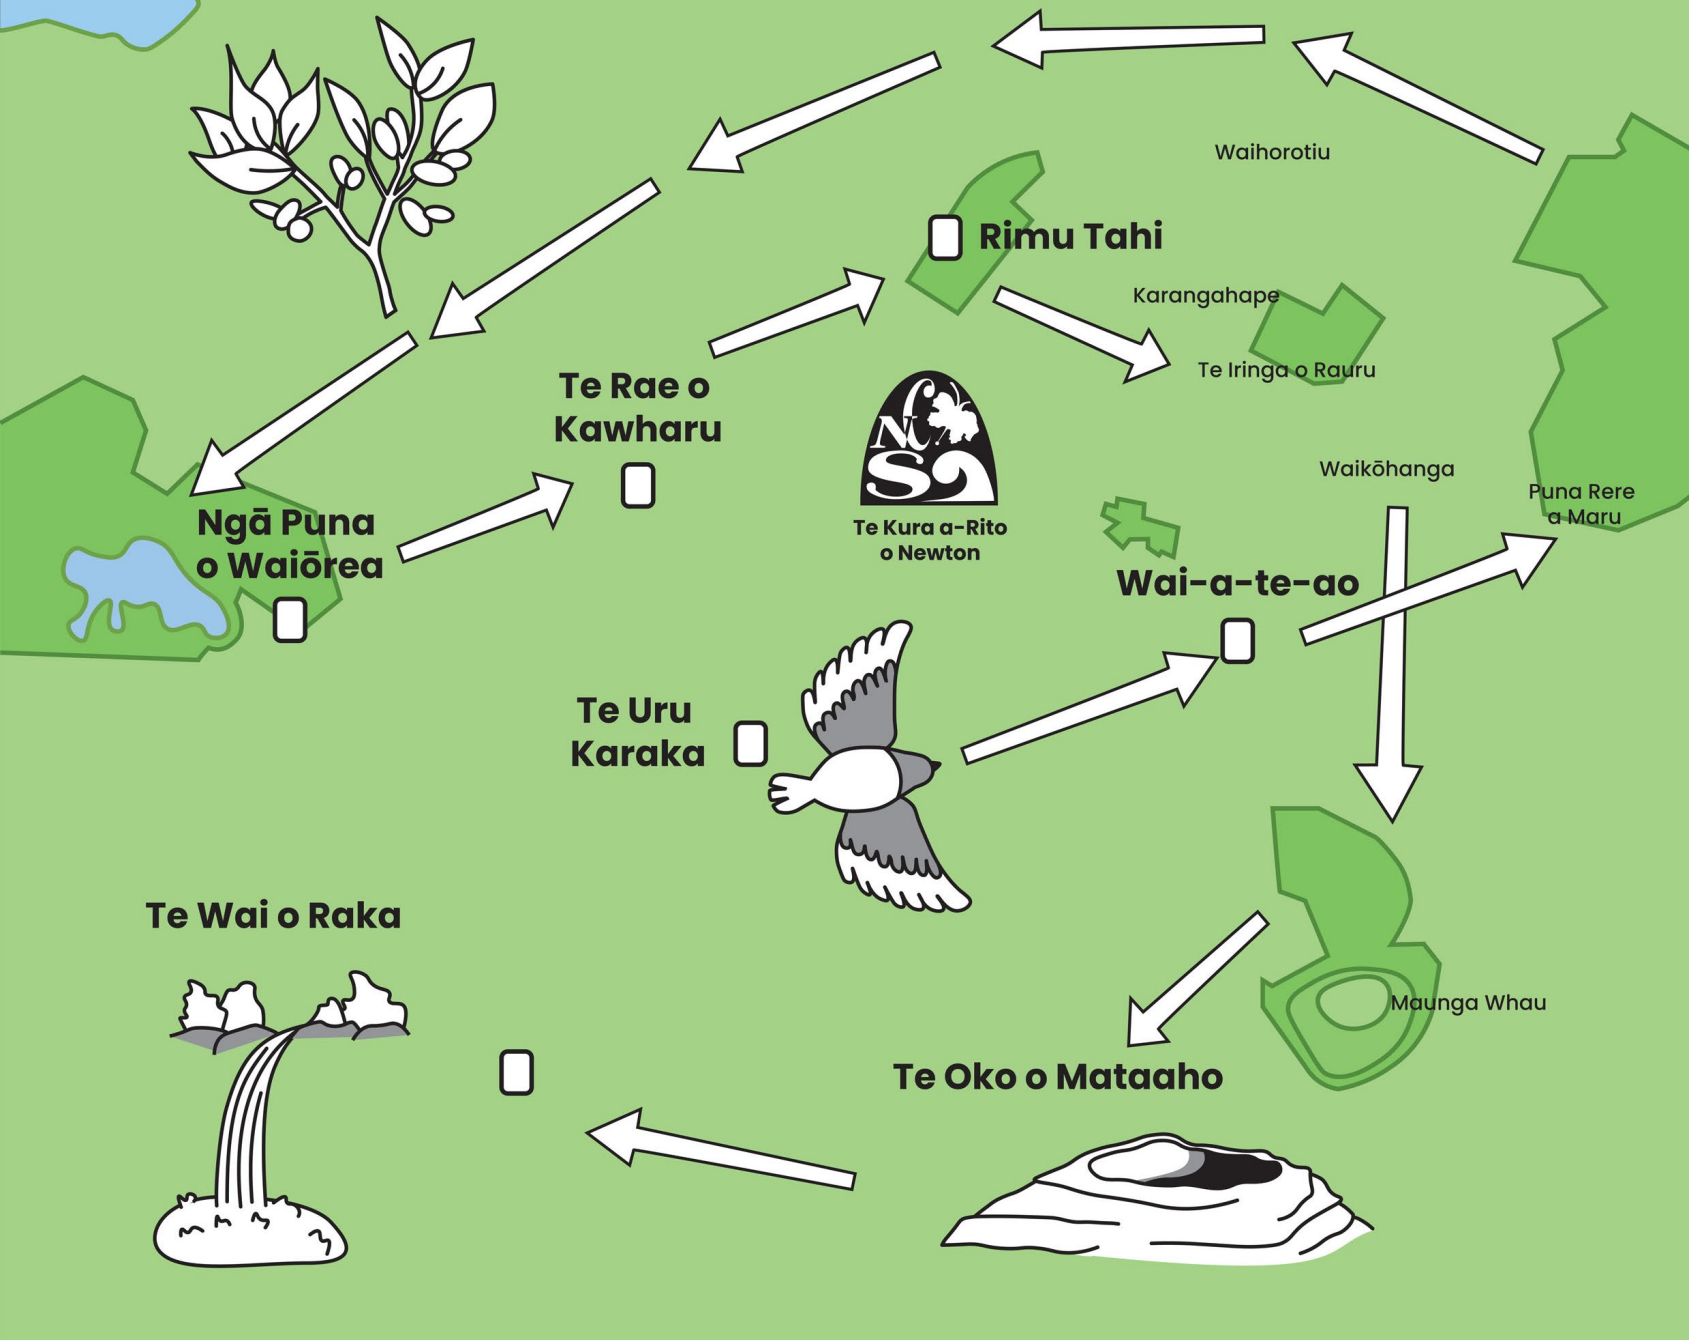 Waihorotiu
Rimu Tahi
Karangahape
Te Iringa o Rauru
Te Rae o
Kawharu
Waikōhanga
Puna Rere
a Maru
Ngā Puna
o Waiōrea
NC
S
Te Kura a-Rito
o Newton
Wai-a-te-ao
Te Uru
Karaka
Te Wai o Raka
Maunga Whau
Te Oko o Mataaho